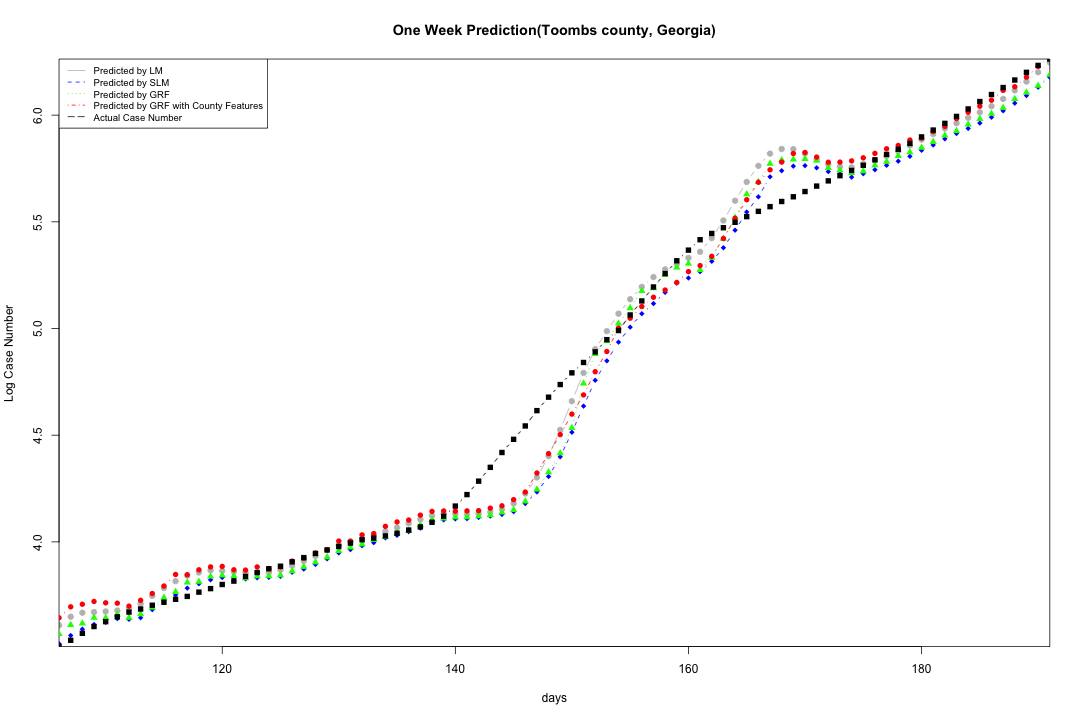 One Week Prediction(Toombs county, Georgia)
Predicted by LM
Predicted by SLM
Predicted by GRF
Predicted by GRF with County Features
Actual Case Number
Log Case Number
6.0
5.5
5.0
4.5
4.0
120 140 160 180
days